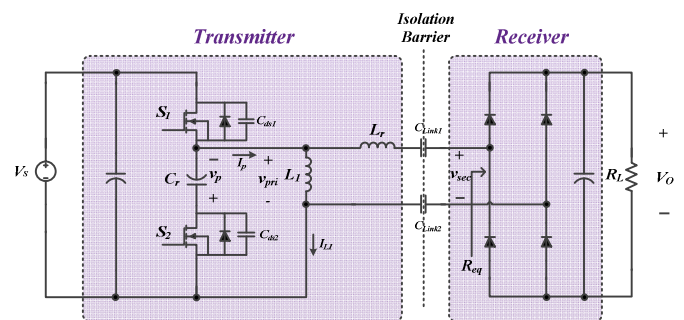 Isolation
Barrier
Transmitter
Receiver
S1
Cds1
Lr
CLink1
VS
Cr
− vp +
Ip
+ vpri -
L1
+ vsec −
RL
+ VO −
S2
Cds2
IL1
CLink2
Req